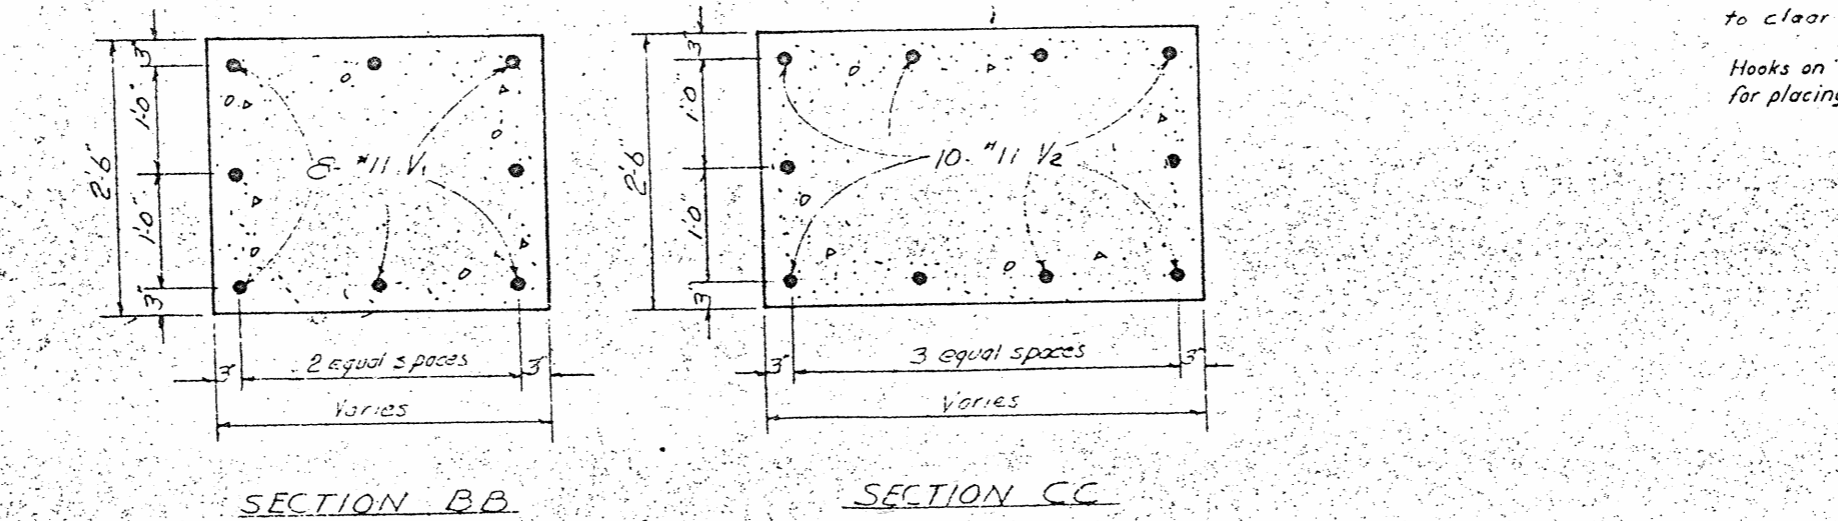 3"
1'-0"
2'-6"
1'-0"
3"
8- #11 V1
3" 2 equal spaces 3"
Varies
SECTION BB
3"
1'-0"
2'-6"
1'-0"
3"
10- #11 V2
3" 3 equal spaces 3"
Varies
SECTION CC
to clear
Hooks on
for placing